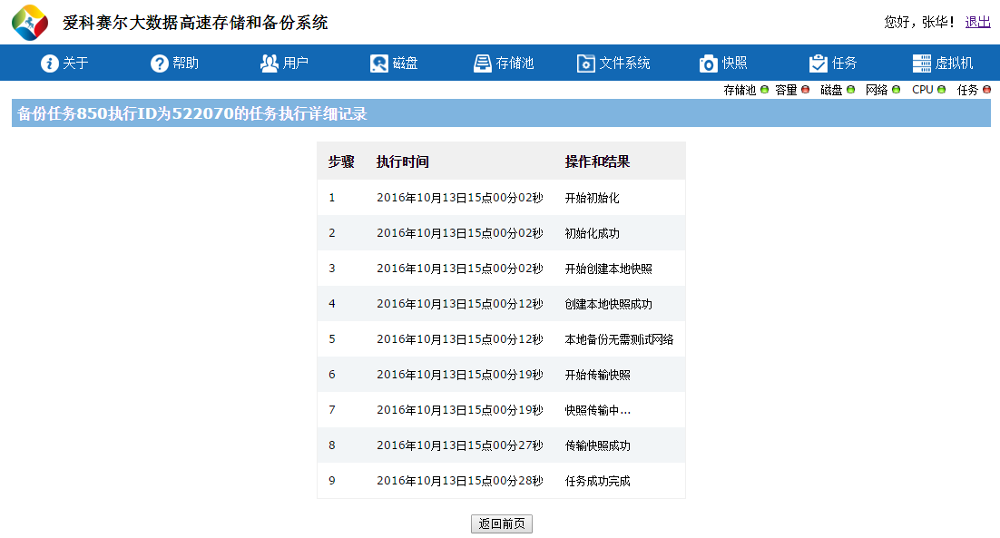 爱科赛尔大数据高速存储和备份系统
您好，张华！ 退出
关于 帮助 用户 磁盘 存储池 文件系统 快照 任务 虚拟机
存储池 容量 磁盘 网络 CPU 任务
备份任务850执行ID为522070的任务执行详细记录
步骤 执行时间 操作和结果
1 2016年10月13日15点00分02秒 开始初始化
2 2016年10月13日15点00分02秒 初始化成功
3 2016年10月13日15点00分02秒 开始创建本地快照
4 2016年10月13日15点00分12秒 创建本地快照成功
5 2016年10月13日15点00分12秒 本地备份无需测试网络
6 2016年10月13日15点00分19秒 开始传输快照
7 2016年10月13日15点00分19秒 快照传输中...
8 2016年10月13日15点00分27秒 传输快照成功
9 2016年10月13日15点00分28秒 任务成功完成
返回前页